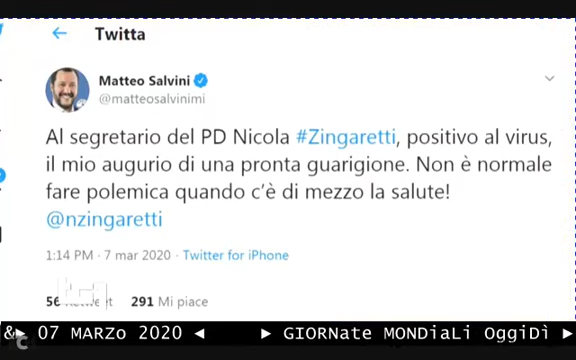 Twitta
Matteo Salvini
@matteosalvinimi
Al segretario del PD Nicola #Zingaretti, positivo al virus,
il mio augurio di una pronta guarigione. Non è normale
fare polemica quando c'è di mezzo la salute!
@nzingaretti
1:14 PM · 7 mar 2020 · Twitter for iPhone
56 Retweet 291 Mi piace
&► 07 MARZo 2020 ◄ ► GIORNate MONDiaLi OggiDì ►